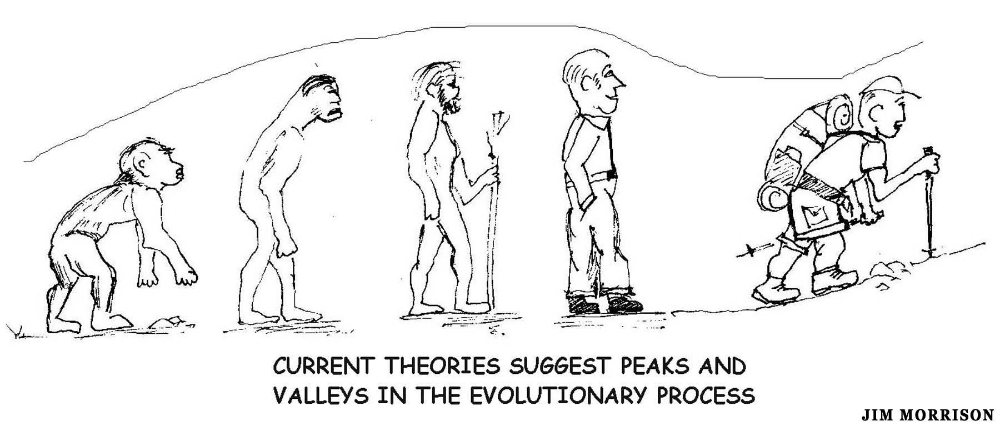 CURRENT THEORIES SUGGEST PEAKS AND
VALLEYS IN THE EVOLUTIONARY PROCESS
JIM MORRISON